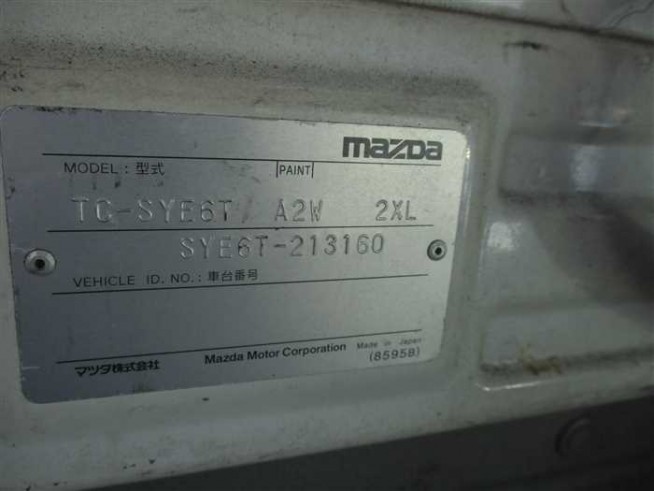 mazda
MODEL : 型式 PAINT
TC-SYE6T / A2W 2XL
SYE6T-213160
VEHICLE ID. NO. : 車台番号
マツダ株式会社 Mazda Motor Corporation Made in Japan
(8595B)